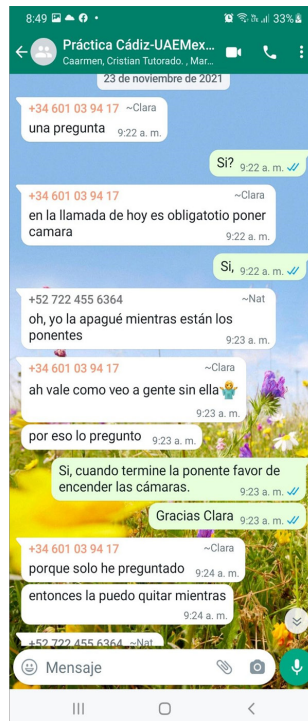 8:49
33%
Práctica Cádiz-UAEMex...
Caarmen, Cristian Tutorado. , Mar...
23 de noviembre de 2021
+34 601 03 94 17 ~Clara
una pregunta 9:22 a. m.
Si? 9:22 a. m.
+34 601 03 94 17 ~Clara
en la llamada de hoy es obligatotio poner
camara
9:22 a. m.
Si, 9:22 a. m.
+52 722 455 6364 ~Nat
oh, yo la apagué mientras están los
ponentes
9:23 a. m.
+34 601 03 94 17 ~Clara
ah vale como veo a gente sin ella
9:23 a. m.
por eso lo pregunto 9:23 a. m.
Si, cuando termine la ponente favor de
encender las cámaras.
9:23 a. m.
Gracias Clara 9:23 a. m.
+34 601 03 94 17 ~Clara
porque solo he preguntado 9:24 a. m.
entonces la puedo quitar mientras
9:24 a. m.
+52 722 455 6364 ~Nat
Mensaje